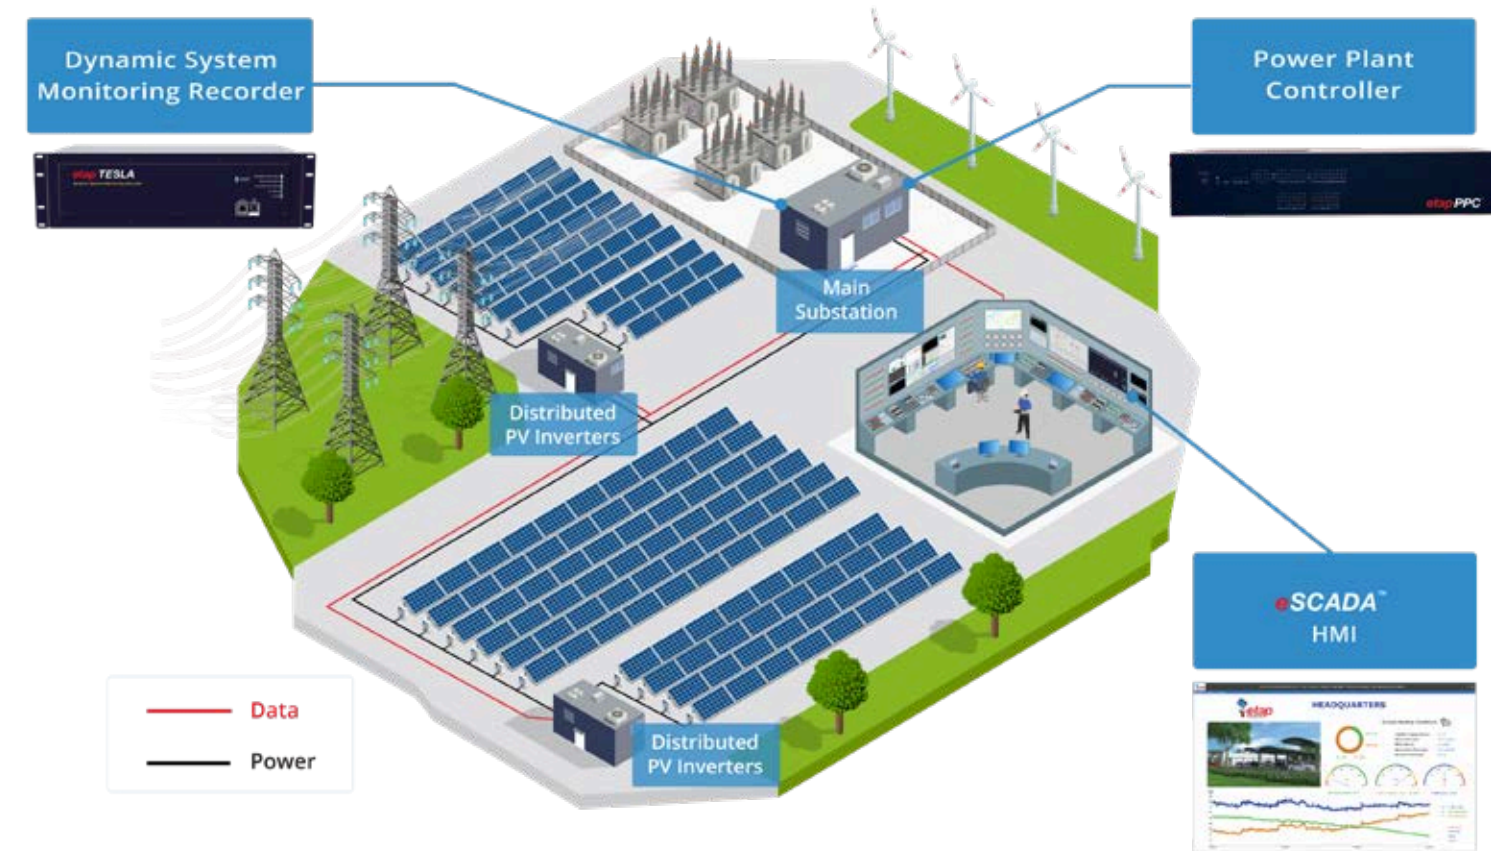 Dynamic System
Monitoring Recorder
etap TESLA
Power Plant
Controller
etap PPC
Main
Substation
Distributed
PV Inverters
eSCADA™
HMI
Data
Power
Distributed
PV Inverters
etap
HEADQUARTERS